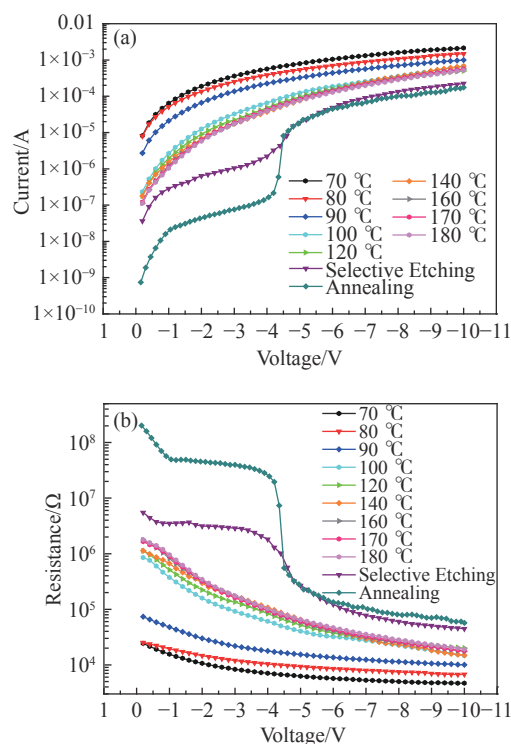 (a)
0.01
1×10⁻³
1×10⁻⁴
1×10⁻⁵
1×10⁻⁶
1×10⁻⁷
1×10⁻⁸
1×10⁻⁹
1×10⁻¹⁰
Current/A
70 ℃
80 ℃
90 ℃
100 ℃
120 ℃
140 ℃
160 ℃
170 ℃
180 ℃
Selective Etching
Annealing
1 0 −1 −2 −3 −4 −5 −6 −7 −8 −9 −10 −11
Voltage/V
(b)
10⁸
10⁷
10⁶
10⁵
10⁴
Resistance/Ω
70 ℃
80 ℃
90 ℃
100 ℃
120 ℃
140 ℃
160 ℃
170 ℃
180 ℃
Selective Etching
Annealing
1 0 −1 −2 −3 −4 −5 −6 −7 −8 −9 −10 −11
Voltage/V